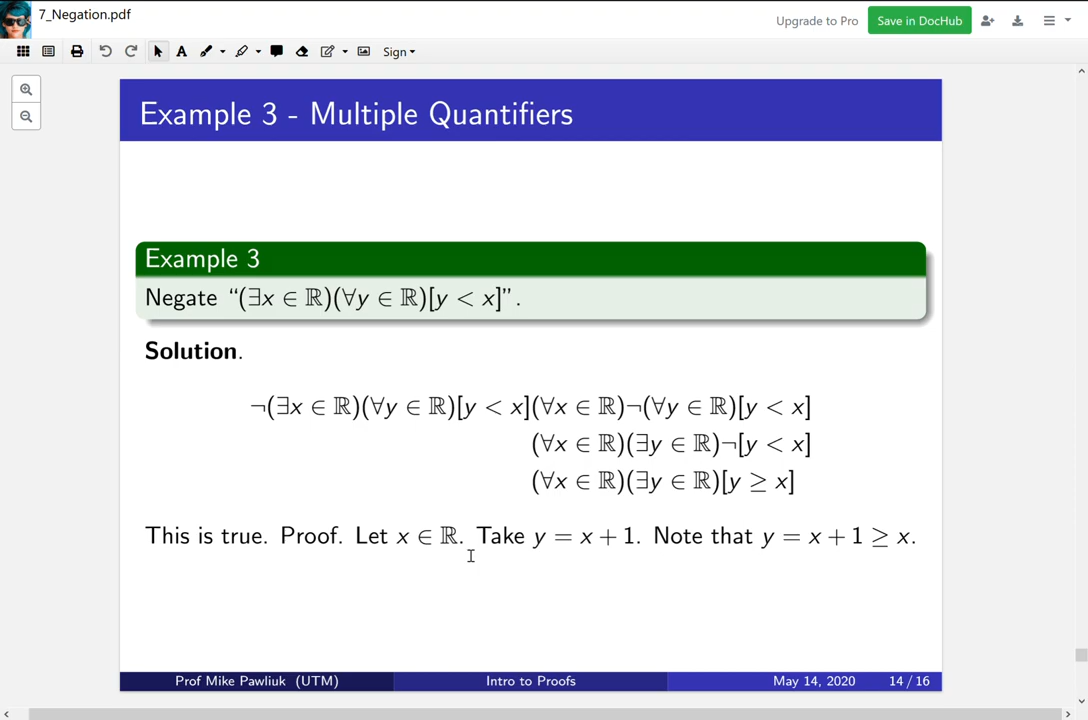 7_Negation.pdf
Upgrade to Pro
Save in DocHub
A
Sign
Example 3 - Multiple Quantifiers
Example 3
Negate “(∃x ∈ ℝ)(∀y ∈ ℝ)[y < x]”.
Solution.
¬(∃x ∈ ℝ)(∀y ∈ ℝ)[y < x](∀x ∈ ℝ)¬(∀y ∈ ℝ)[y < x]
(∀x ∈ ℝ)(∃y ∈ ℝ)¬[y < x]
(∀x ∈ ℝ)(∃y ∈ ℝ)[y ≥ x]
This is true. Proof. Let x ∈ ℝ. Take y = x + 1. Note that y = x + 1 ≥ x.
Prof Mike Pawliuk (UTM) Intro to Proofs May 14, 2020 14 / 16